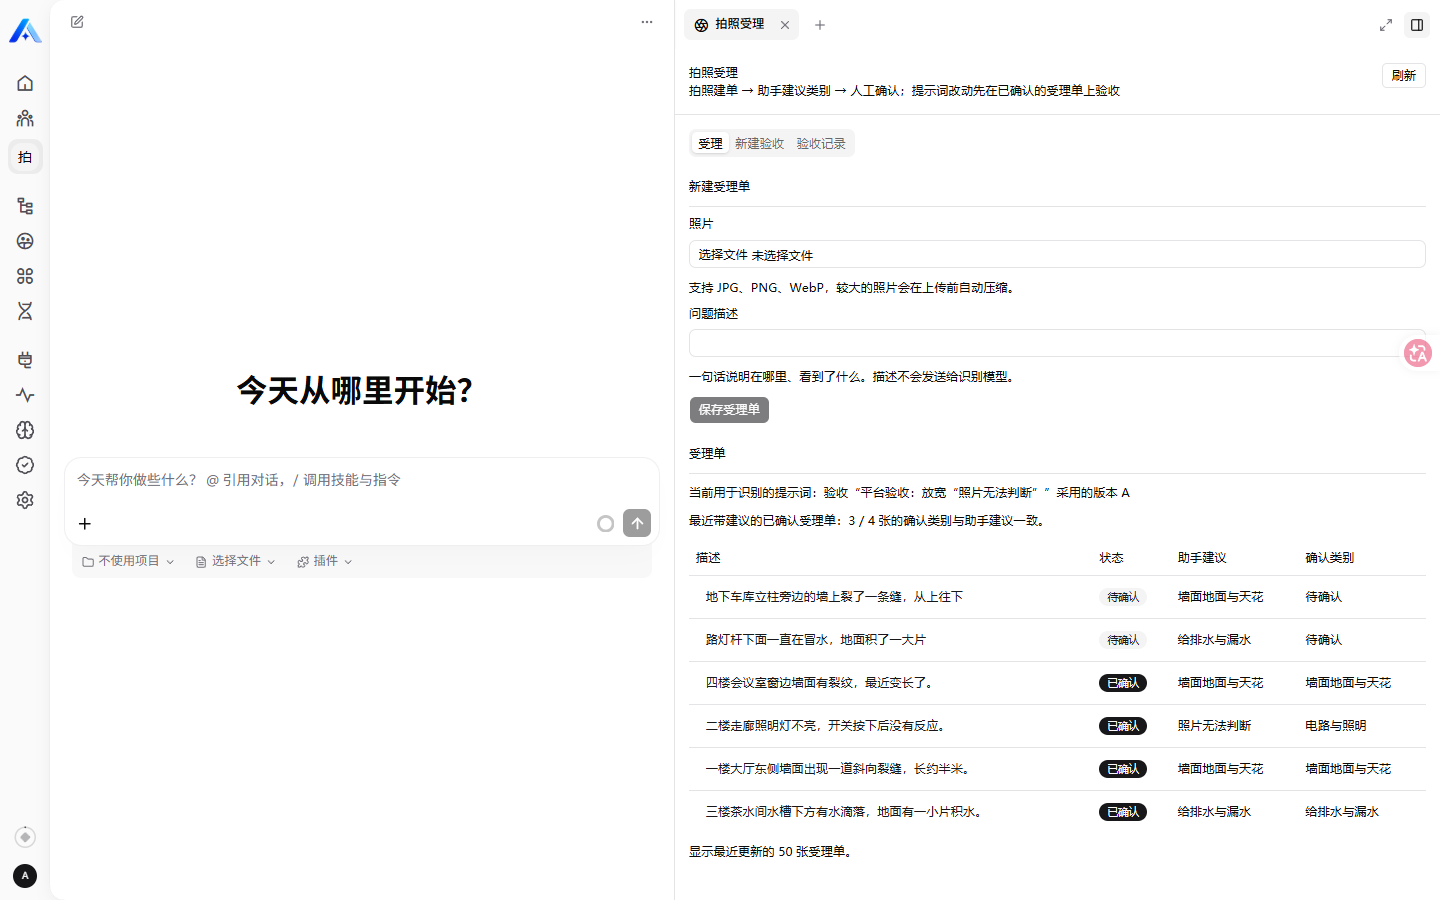 拍
今天从哪里开始？
今天帮你做些什么？ @ 引用对话，/ 调用技能与指令
不使用项目
选择文件
插件
A
拍照受理
拍照受理
拍照建单 → 助手建议类别 → 人工确认；提示词改动先在已确认的受理单上验收
刷新
受理 新建验收 验收记录
新建受理单
照片
选择文件 未选择文件
支持 JPG、PNG、WebP，较大的照片会在上传前自动压缩。
问题描述
一句话说明在哪里、看到了什么。描述不会发送给识别模型。
保存受理单
受理单
当前用于识别的提示词：验收“平台验收：放宽“照片无法判断””采用的版本 A
最近带建议的已确认受理单：3 / 4 张的确认类别与助手建议一致。
描述 状态 助手建议 确认类别
地下车库立柱旁边的墙上裂了一条缝，从上往下 待确认 墙面地面与天花 待确认
路灯杆下面一直在冒水，地面积了一大片 待确认 给排水与漏水 待确认
四楼会议室窗边墙面有裂纹，最近变长了。 已确认 墙面地面与天花 墙面地面与天花
二楼走廊照明灯不亮，开关按下后没有反应。 已确认 照片无法判断 电路与照明
一楼大厅东侧墙面出现一道斜向裂缝，长约半米。 已确认 墙面地面与天花 墙面地面与天花
三楼茶水间水槽下方有水滴落，地面有一小片积水。 已确认 给排水与漏水 给排水与漏水
显示最近更新的 50 张受理单。